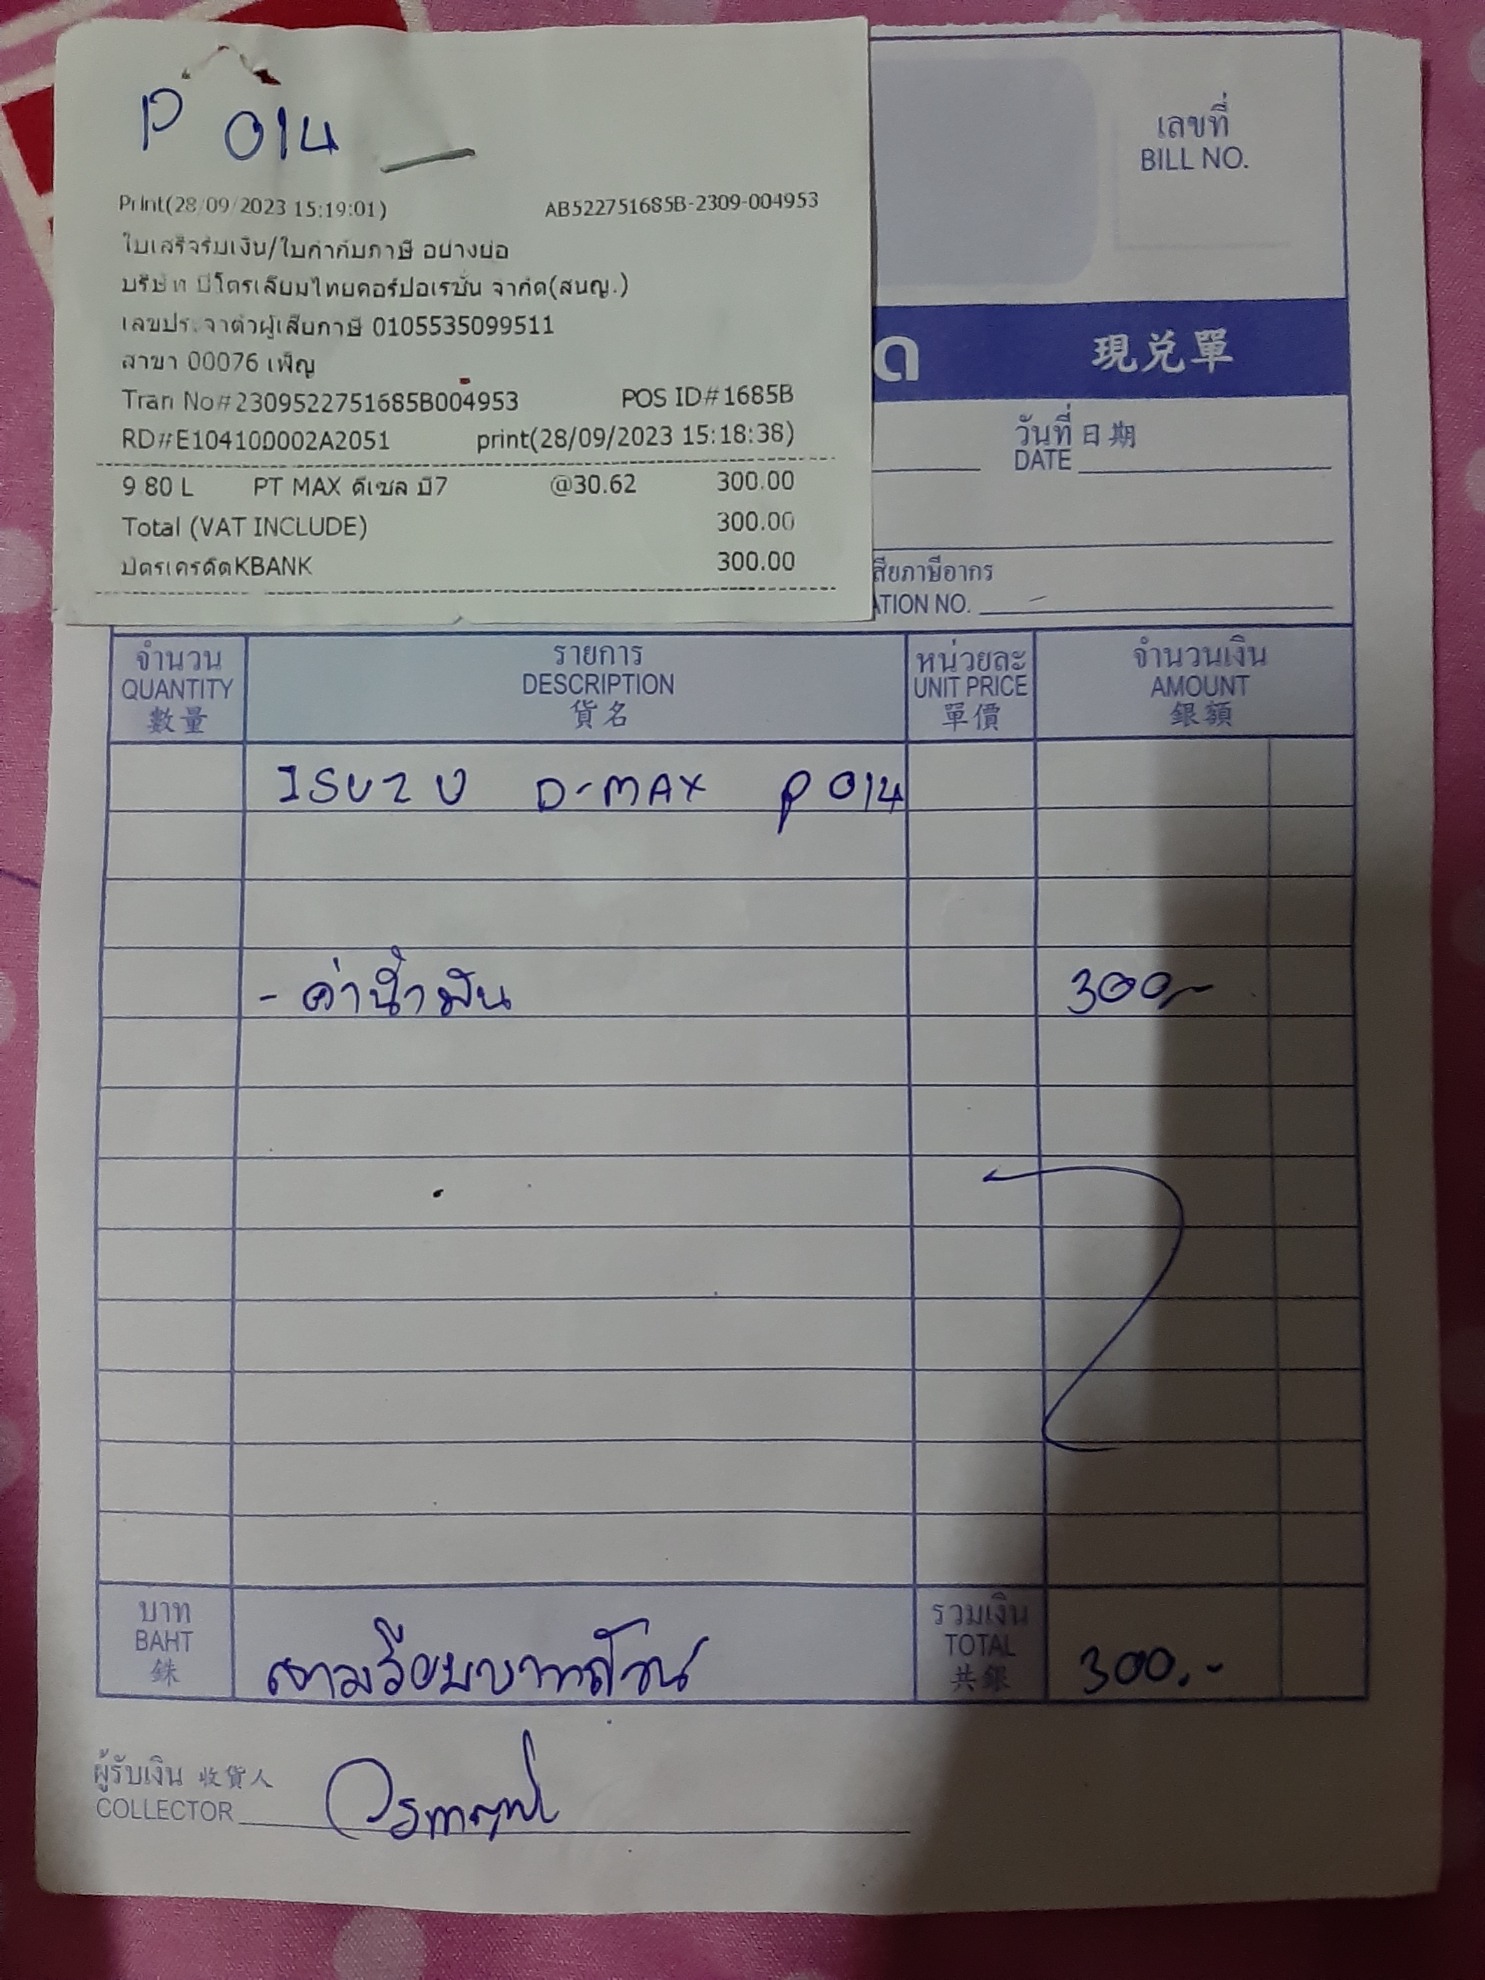 P 014
Print(28/09/2023 15:19:01) AB522751685B-2309-004953
ใบเสร็จรับเงิน/ใบกำกับภาษี อย่างย่อ
บริษัท ปิโตรเลียมไทยคอร์ปอเรชั่น จำกัด(สนญ.)
เลขประจำตัวผู้เสียภาษี 0105535099511
สาขา 00076 เพ็ญ
Tran No#2309522751685B004953 POS ID#1685B
RD#E104100002A2051 print(28/09/2023 15:18:38)
9.80 L PT MAX ดีเซล บี7 @30.62 300.00
Total (VAT INCLUDE) 300.00
บัตรเครดิตKBANK 300.00
เลขที่
BILL NO.
ด 現兌單
วันที่ 日期
DATE
สียภาษีอากร
ATION NO.
จำนวน รายการ หน่วยละ จำนวนเงิน
QUANTITY DESCRIPTION UNIT PRICE AMOUNT
數量 貨名 單價 銀額
ISUZU D-MAX P 014
- ค่าน้ำมัน 300.-
บาท
BAHT
銖
สามร้อยบาทถ้วน
รวมเงิน
TOTAL
共銀
300.-
ผู้รับเงิน 收貨人
COLLECTOR